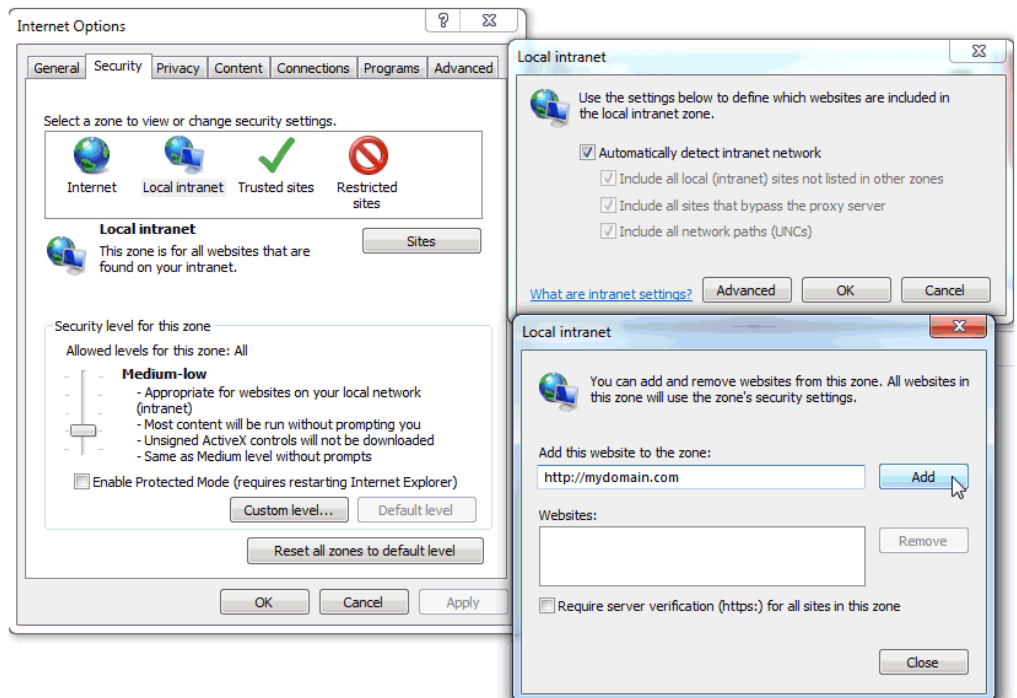 Internet Options
General Security Privacy Content Connections Programs Advanced
Select a zone to view or change security settings.
Internet Local intranet Trusted sites Restricted
sites
Local intranet
This zone is for all websites that are
found on your intranet.
Sites
Security level for this zone
Allowed levels for this zone: All
Medium-low
- Appropriate for websites on your local network
(intranet)
- Most content will be run without prompting you
- Unsigned ActiveX controls will not be downloaded
- Same as Medium level without prompts
Enable Protected Mode (requires restarting Internet Explorer)
Custom level... Default level
Reset all zones to default level
OK Cancel Apply
Local intranet
Use the settings below to define which websites are included in
the local intranet zone.
Automatically detect intranet network
Include all local (intranet) sites not listed in other zones
Include all sites that bypass the proxy server
Include all network paths (UNCs)
What are intranet settings? Advanced OK Cancel
Local intranet
You can add and remove websites from this zone. All websites in
this zone will use the zone's security settings.
Add this website to the zone:
http://mydomain.com Add
Websites:
Remove
Require server verification (https:) for all sites in this zone
Close